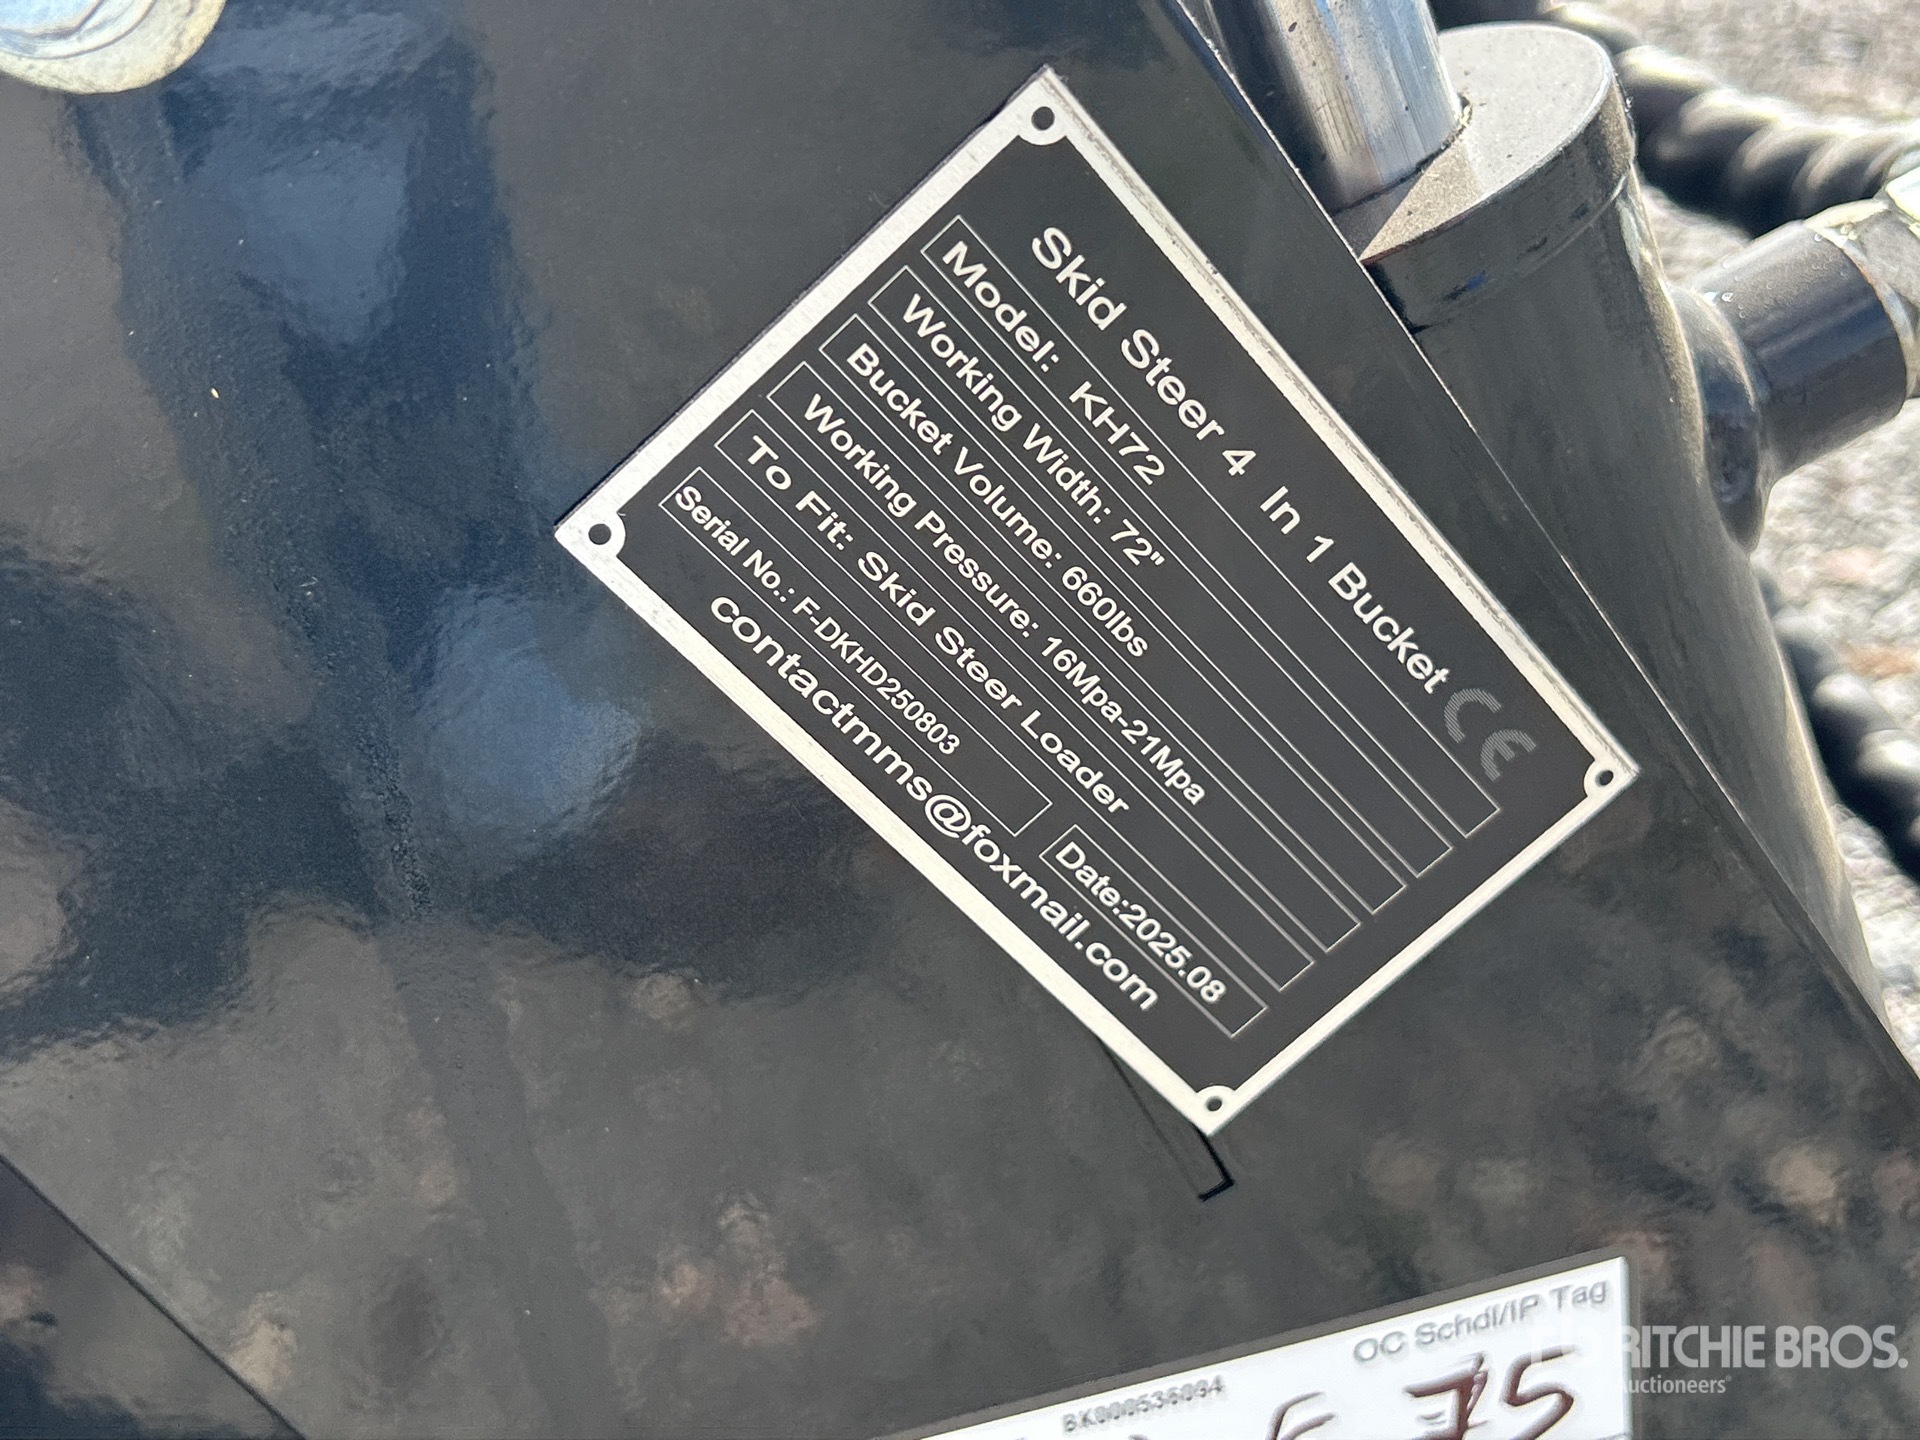 Skid Steer 4 In 1 Bucket CE
Model: KH72
Working Width: 72"
Bucket Volume: 660lbs
Working Pressure: 16Mpa-21Mpa
To Fit: Skid Steer Loader
Serial No.: F-DKHD250803
Date:2025.08
contactmms@foxmail.com
OC Schdl/IP Tag
75
RITCHIE BROS.
Auctioneers